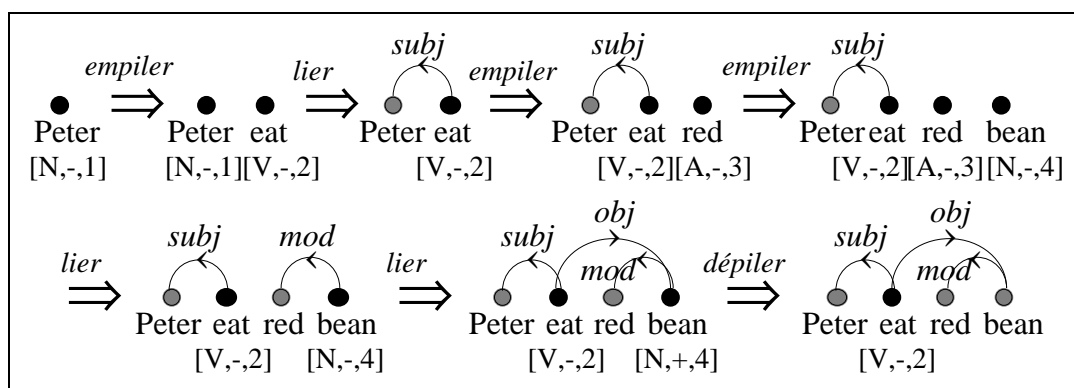 subj subj subj
empiler lier empiler empiler
Peter Peter eat Peter eat Peter eat red Peter eat red bean
[N,-,1] [N,-,1][V,-,2] [V,-,2] [V,-,2][A,-,3] [V,-,2][A,-,3] [N,-,4]
obj obj
subj mod subj subj
lier lier mod dépiler mod
Peter eat red bean Peter eat red bean Peter eat red bean
[V,-,2] [N,-,4] [V,-,2] [N,+,4] [V,-,2]